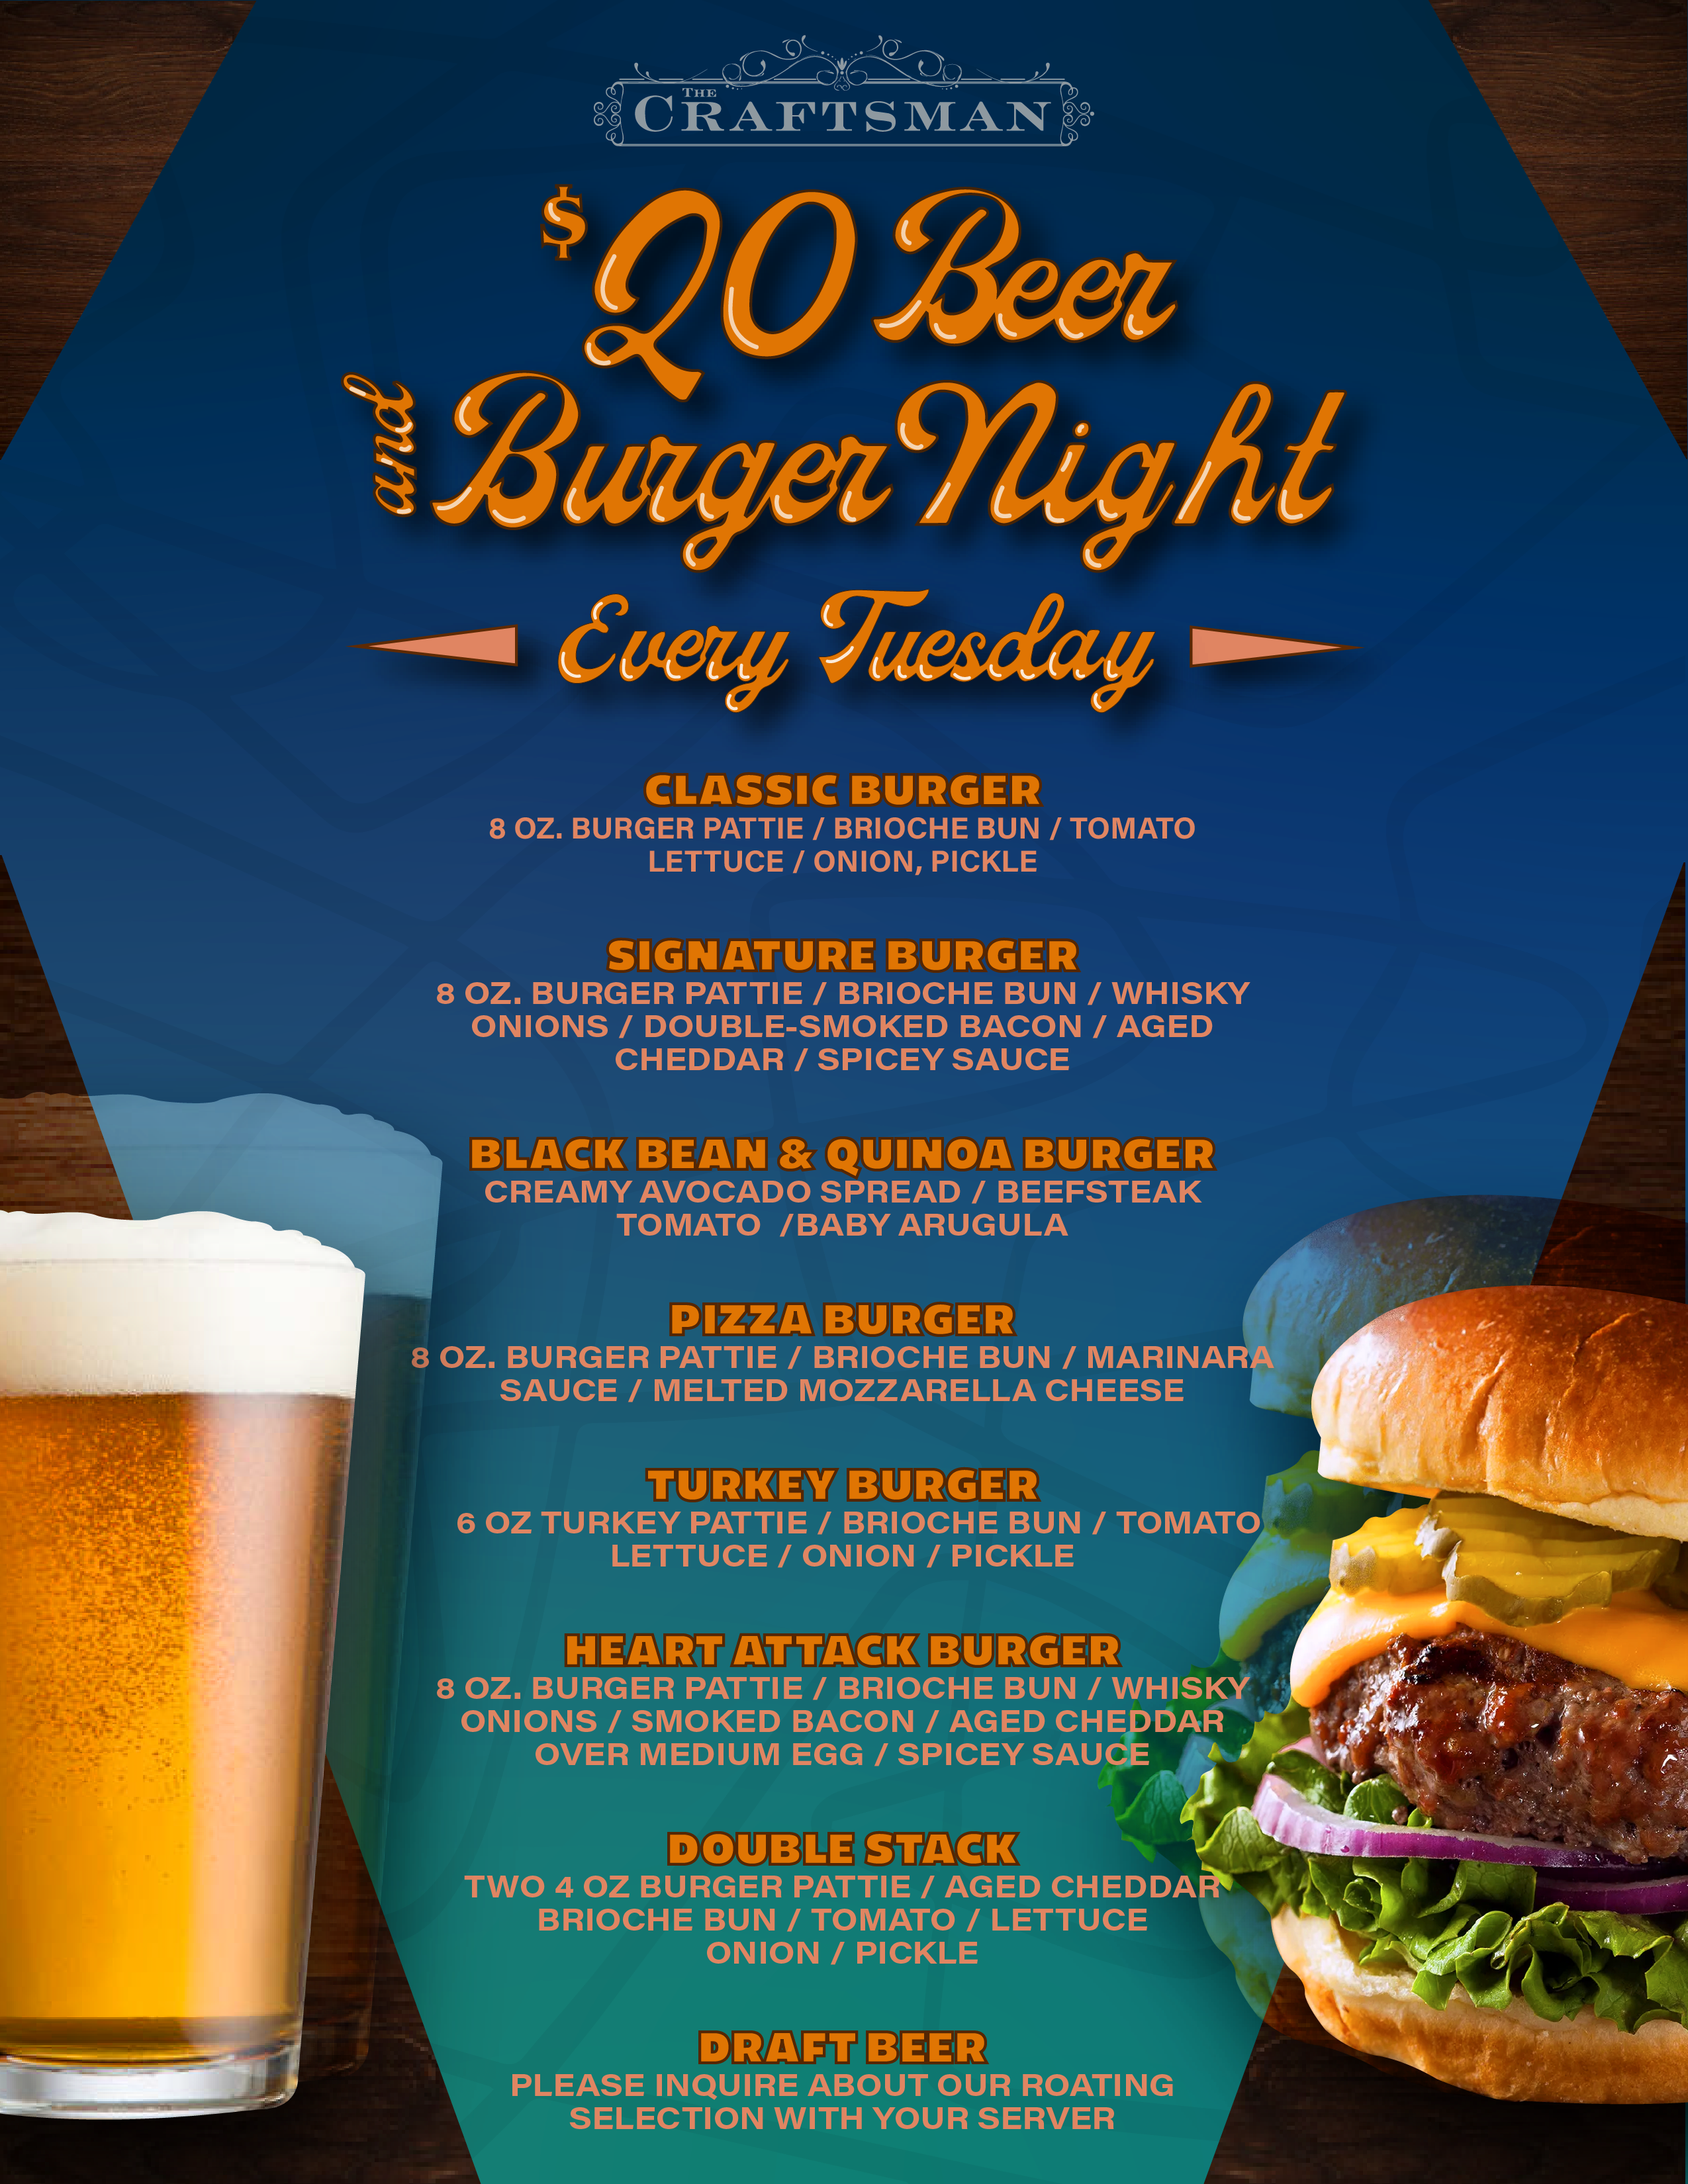 THE
CRAFTSMAN
$20 Beer
and Burger Night
Every Tuesday
CLASSIC BURGER
8 OZ. BURGER PATTIE / BRIOCHE BUN / TOMATO
LETTUCE / ONION, PICKLE
SIGNATURE BURGER
8 OZ. BURGER PATTIE / BRIOCHE BUN / WHISKY
ONIONS / DOUBLE-SMOKED BACON / AGED
CHEDDAR / SPICEY SAUCE
BLACK BEAN & QUINOA BURGER
CREAMY AVOCADO SPREAD / BEEFSTEAK
TOMATO /BABY ARUGULA
PIZZA BURGER
8 OZ. BURGER PATTIE / BRIOCHE BUN / MARINARA
SAUCE / MELTED MOZZARELLA CHEESE
TURKEY BURGER
6 OZ TURKEY PATTIE / BRIOCHE BUN / TOMATO
LETTUCE / ONION / PICKLE
HEART ATTACK BURGER
8 OZ. BURGER PATTIE / BRIOCHE BUN / WHISKY
ONIONS / SMOKED BACON / AGED CHEDDAR
OVER MEDIUM EGG / SPICEY SAUCE
DOUBLE STACK
TWO 4 OZ BURGER PATTIE / AGED CHEDDAR
BRIOCHE BUN / TOMATO / LETTUCE
ONION / PICKLE
DRAFT BEER
PLEASE INQUIRE ABOUT OUR ROATING
SELECTION WITH YOUR SERVER